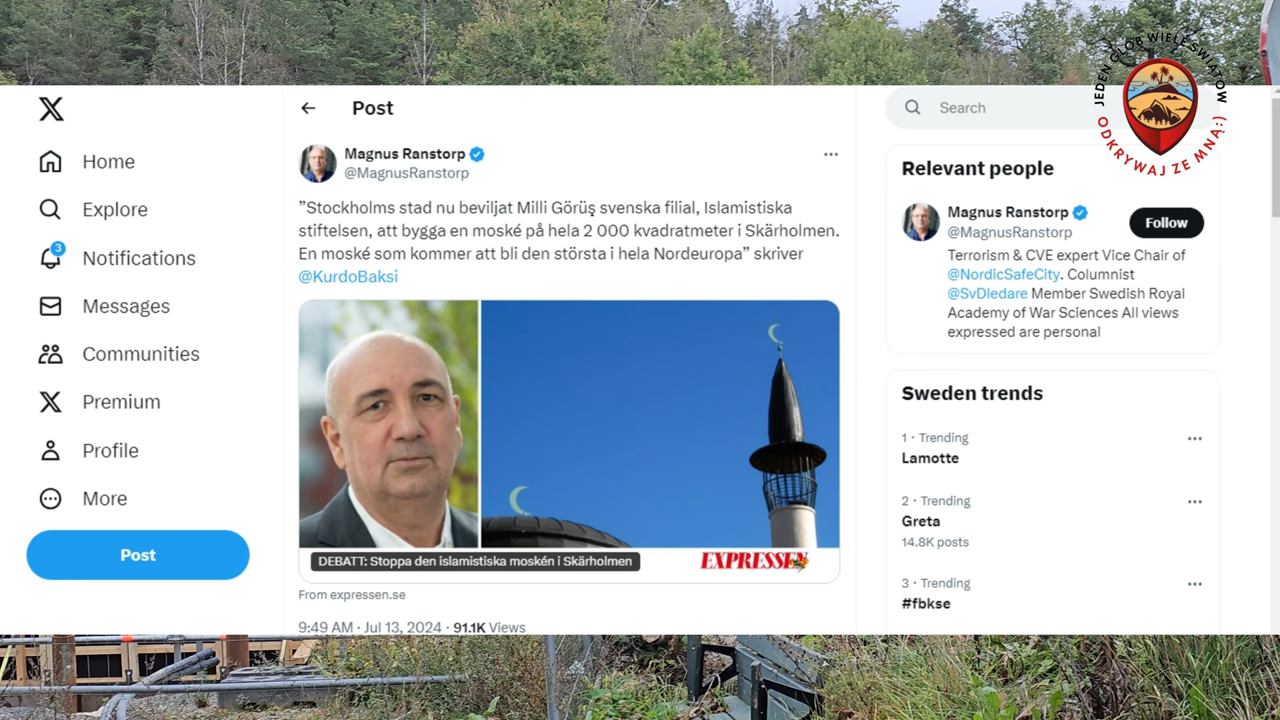 JEDEN GLOB WIELE ŚWIATÓW
ODKRYWAJ ZE MNĄ:)
Home
Explore
3
Notifications
Messages
Communities
Premium
Profile
More
Post
Post
Magnus Ranstorp
@MagnusRanstorp
”Stockholms stad nu beviljat Milli Görüş svenska filial, Islamistiska
stiftelsen, att bygga en moské på hela 2 000 kvadratmeter i Skärholmen.
En moské som kommer att bli den största i hela Nordeuropa” skriver
@KurdoBaksi
DEBATT: Stoppa den islamistiska moskén i Skärholmen
EXPRESSEN
From expressen.se
9:49 AM · Jul 13, 2024 · 91.1K Views
Search
Relevant people
Magnus Ranstorp
@MagnusRanstorp
Follow
Terrorism & CVE expert Vice Chair of
@NordicSafeCity. Columnist
@SvDledare Member Swedish Royal
Academy of War Sciences All views
expressed are personal
Sweden trends
1 · Trending
Lamotte
2 · Trending
Greta
14.8K posts
3 · Trending
#fbkse